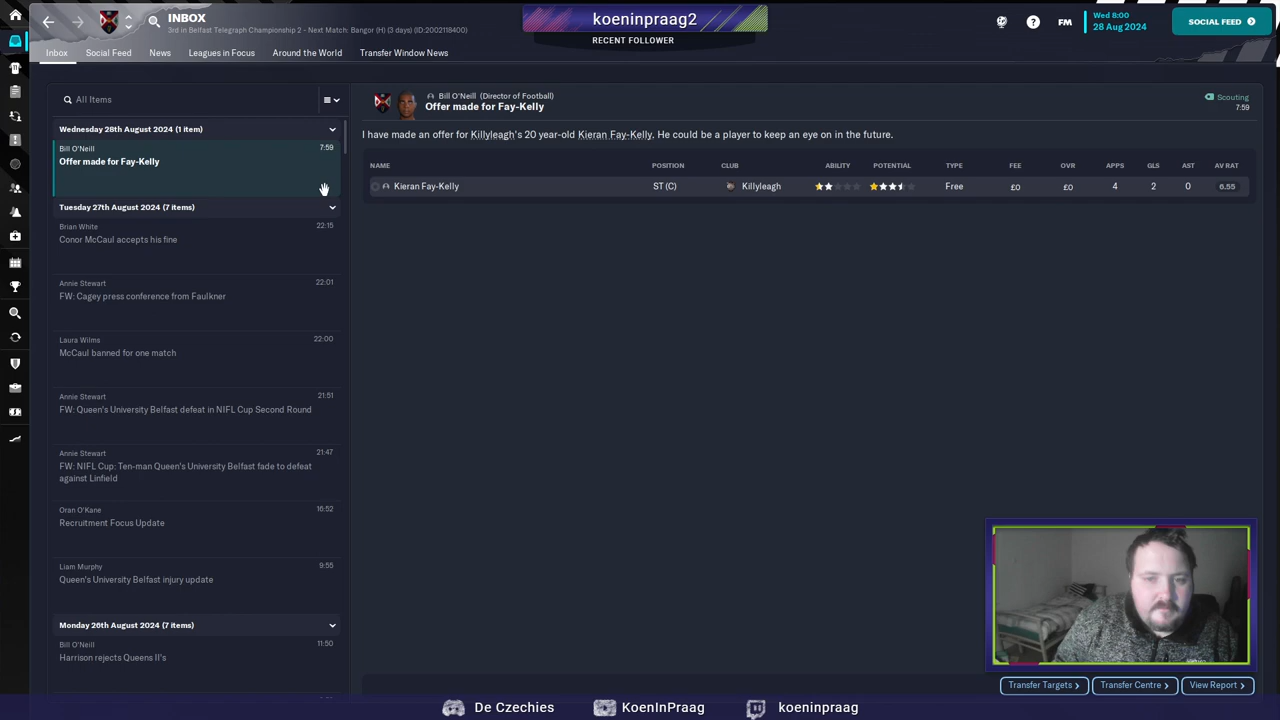 INBOX
3rd in Belfast Telegraph Championship 2 - Next Match: Bangor (H) (3 days) (ID:2002118400)
koeninpraag2
RECENT FOLLOWER
FM
Wed 8:00
28 Aug 2024
SOCIAL FEED
Inbox Social Feed News Leagues in Focus Around the World Transfer Window News
All Items
Wednesday 28th August 2024 (1 item)
Bill O'Neill 7:59
Offer made for Fay-Kelly
Tuesday 27th August 2024 (7 items)
Brian White 22:15
Conor McCaul accepts his fine
Annie Stewart 22:01
FW: Cagey press conference from Faulkner
Laura Wilms 22:00
McCaul banned for one match
Annie Stewart 21:51
FW: Queen's University Belfast defeat in NIFL Cup Second Round
Annie Stewart 21:47
FW: NIFL Cup: Ten-man Queen's University Belfast fade to defeat
against Linfield
Oran O'Kane 16:52
Recruitment Focus Update
Liam Murphy 9:55
Queen's University Belfast injury update
Monday 26th August 2024 (7 items)
Bill O'Neill 11:50
Harrison rejects Queens II's
Bill O'Neill (Director of Football)
Offer made for Fay-Kelly
Scouting
7:59
I have made an offer for Killyleagh's 20 year-old Kieran Fay-Kelly. He could be a player to keep an eye on in the future.
NAME POSITION CLUB ABILITY POTENTIAL TYPE FEE OVR APPS GLS AST AV RAT
Kieran Fay-Kelly ST (C) Killyleagh Free £0 £0 4 2 0 6.55
Transfer Targets Transfer Centre View Report
De Czechies KoenInPraag koeninpraag